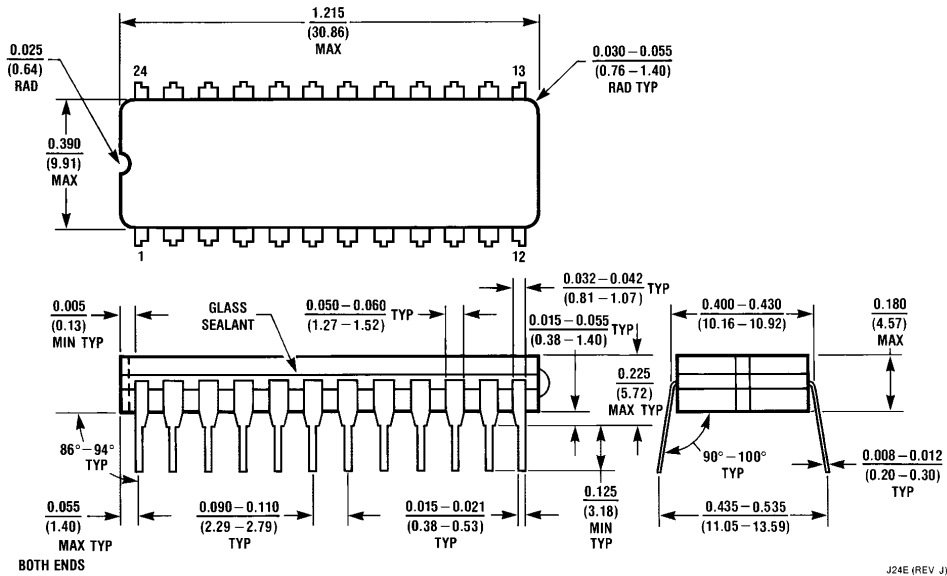 1.215
(30.86)
MAX
0.025
(0.64)
RAD
24
13
0.030 – 0.055
(0.76 – 1.40)
RAD TYP
0.390
(9.91)
MAX
1
12
0.005
(0.13)
MIN TYP
GLASS
SEALANT
0.050 – 0.060 TYP
(1.27 – 1.52)
0.032 – 0.042 TYP
(0.81 – 1.07)
0.015 – 0.055 TYP
(0.38 – 1.40)
0.400 – 0.430
(10.16 – 10.92)
0.180
(4.57)
MAX
0.225
(5.72)
MAX TYP
86° – 94°
TYP
90° – 100°
TYP
0.008 – 0.012
(0.20 – 0.30)
TYP
0.055
(1.40)
MAX TYP
BOTH ENDS
0.090 – 0.110
(2.29 – 2.79)
TYP
0.015 – 0.021
(0.38 – 0.53)
TYP
0.125
(3.18)
MIN
TYP
0.435 – 0.535
(11.05 – 13.59)
J24E (REV J)